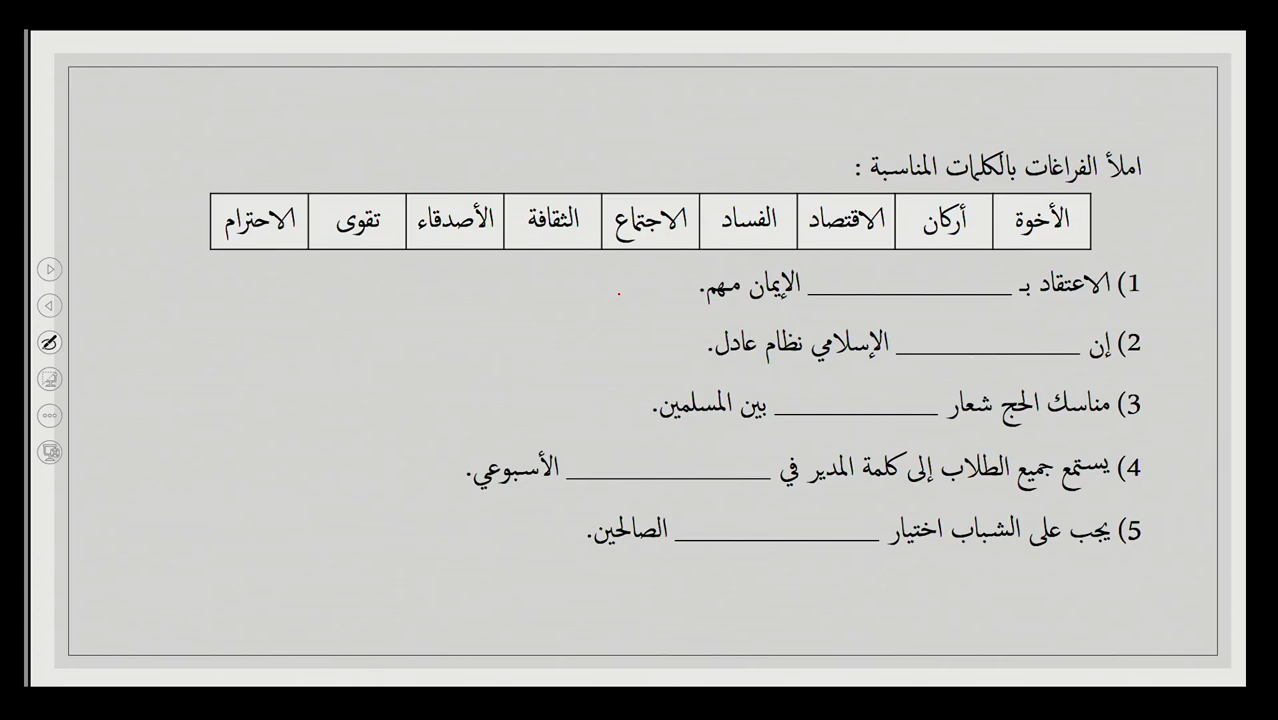 املأ الفراغات بالكلمات المناسبة :
الأخوة أركان الاقتصاد الفساد الاجتماع الثقافة الأصدقاء تقوى الاحترام
1) الاعتقاد بـ ____________ الإيمان مهم.
2) إن ____________ الإسلامي نظام عادل.
3) مناسك الحج شعار ____________ بين المسلمين.
4) يستمع جميع الطلاب إلى كلمة المدير في ____________ الأسبوعي.
5) يجب على الشباب اختيار ____________ الصالحين.